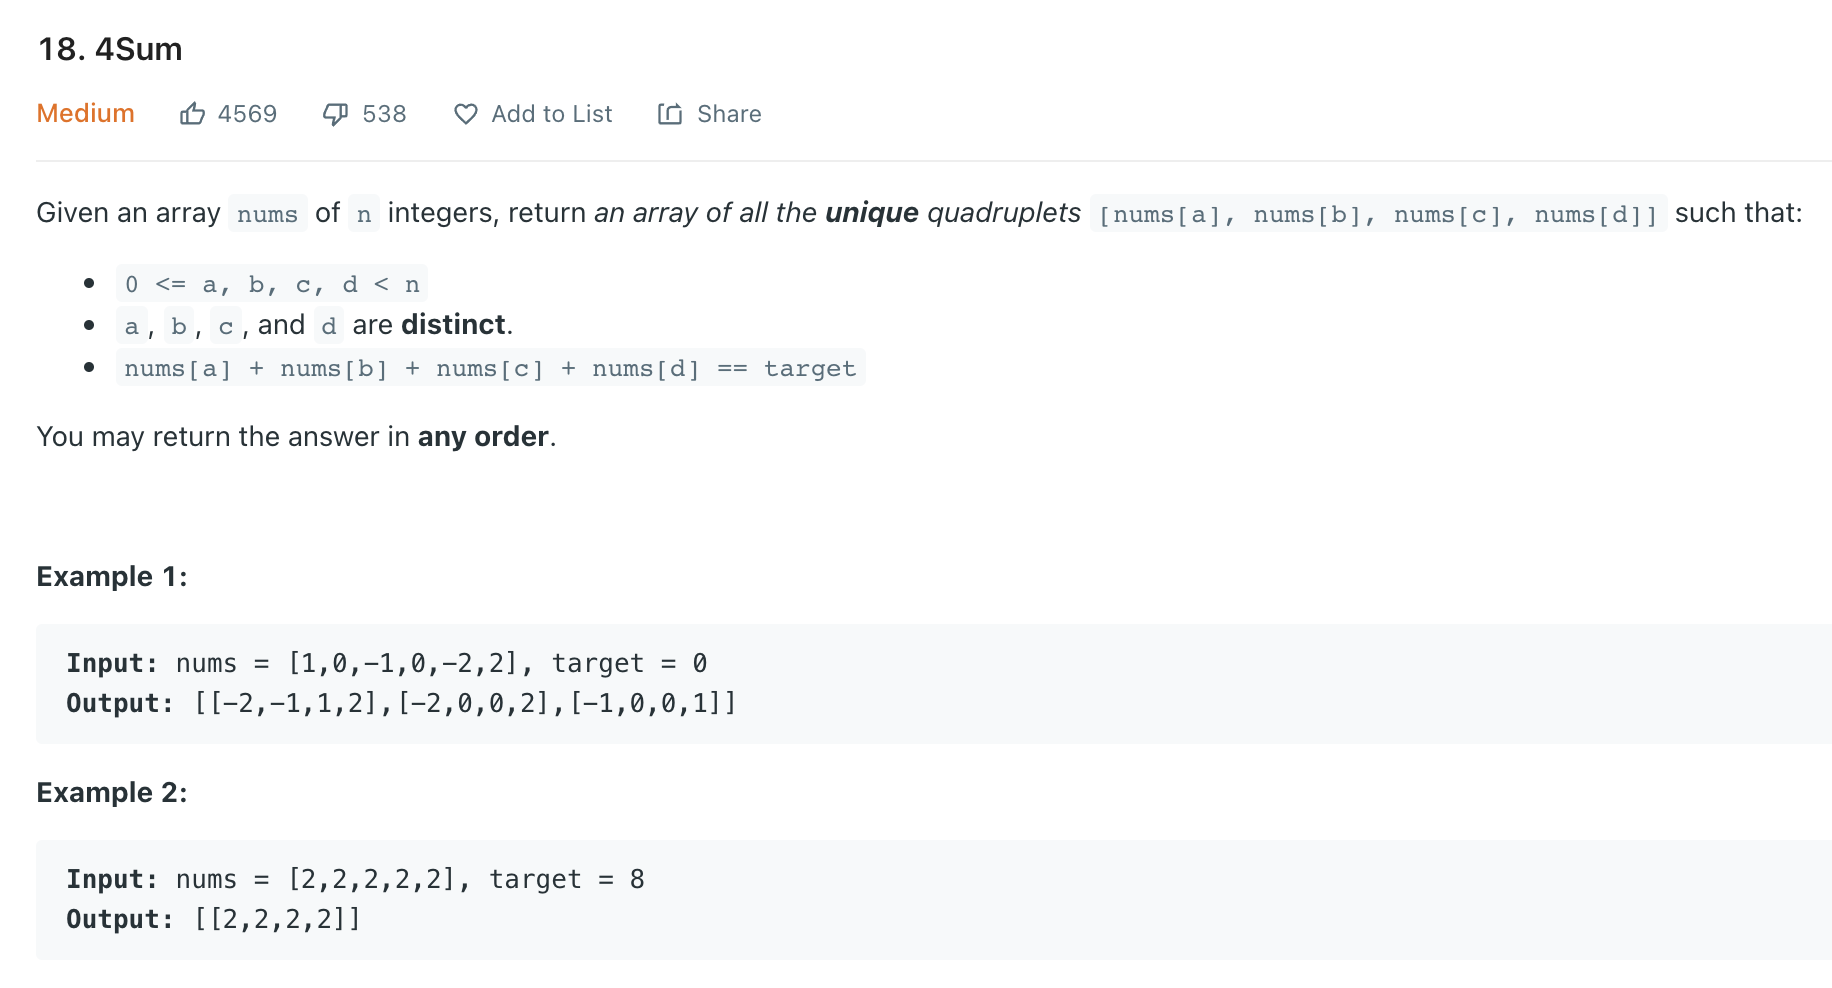 18. 4Sum
Medium 4569 538 Add to List Share
Given an array nums of n integers, return an array of all the unique quadruplets [nums[a], nums[b], nums[c], nums[d]] such that:
0 <= a, b, c, d < n
a, b, c, and d are distinct.
nums[a] + nums[b] + nums[c] + nums[d] == target
You may return the answer in any order.
Example 1:
Input: nums = [1,0,-1,0,-2,2], target = 0
Output: [[-2,-1,1,2],[-2,0,0,2],[-1,0,0,1]]
Example 2:
Input: nums = [2,2,2,2,2], target = 8
Output: [[2,2,2,2]]